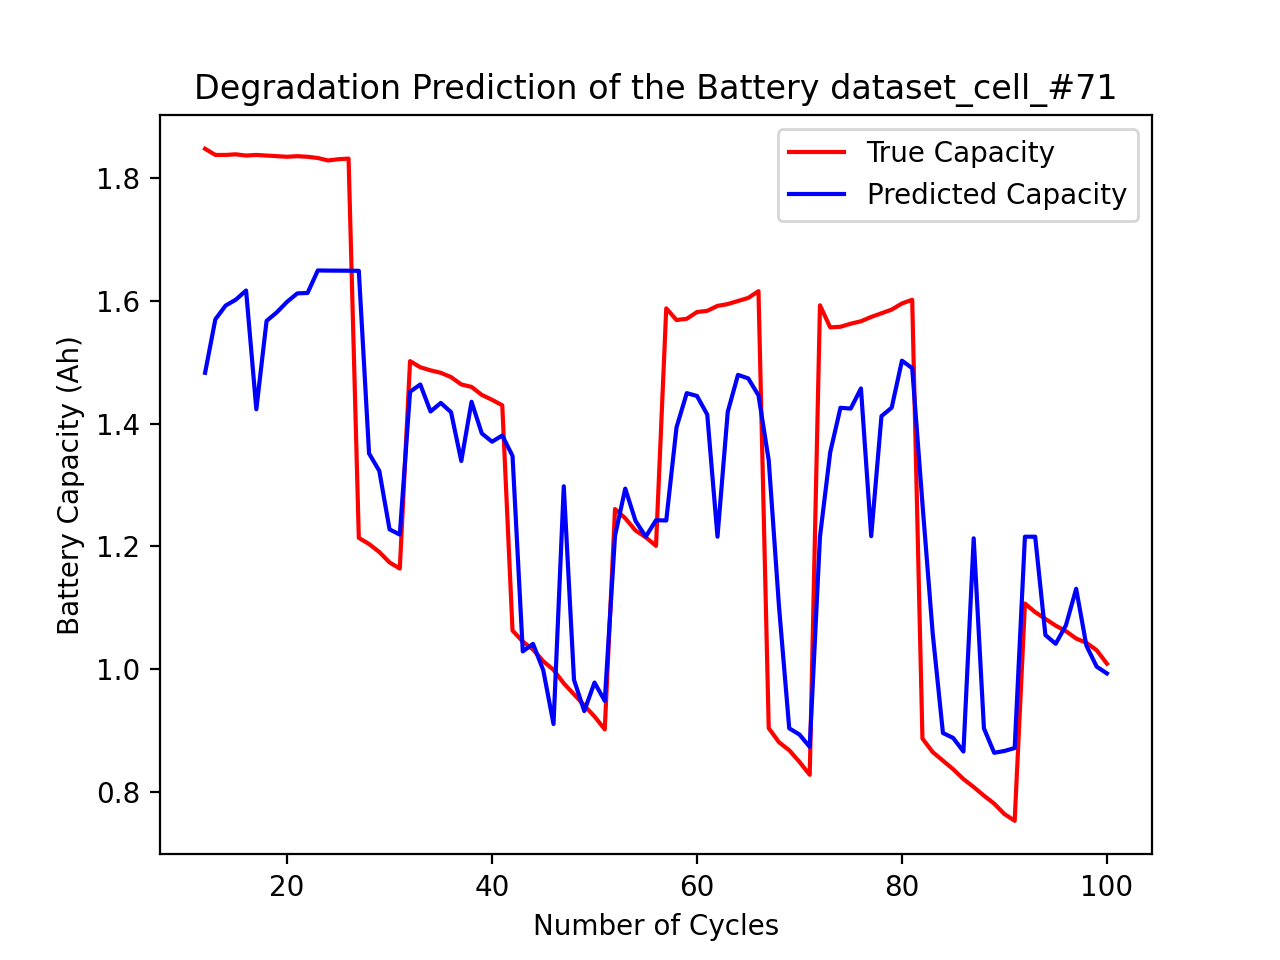 Degradation Prediction of the Battery dataset_cell_#71
True Capacity
Predicted Capacity
Battery Capacity (Ah)
1.8
1.6
1.4
1.2
1.0
0.8
20 40 60 80 100
Number of Cycles